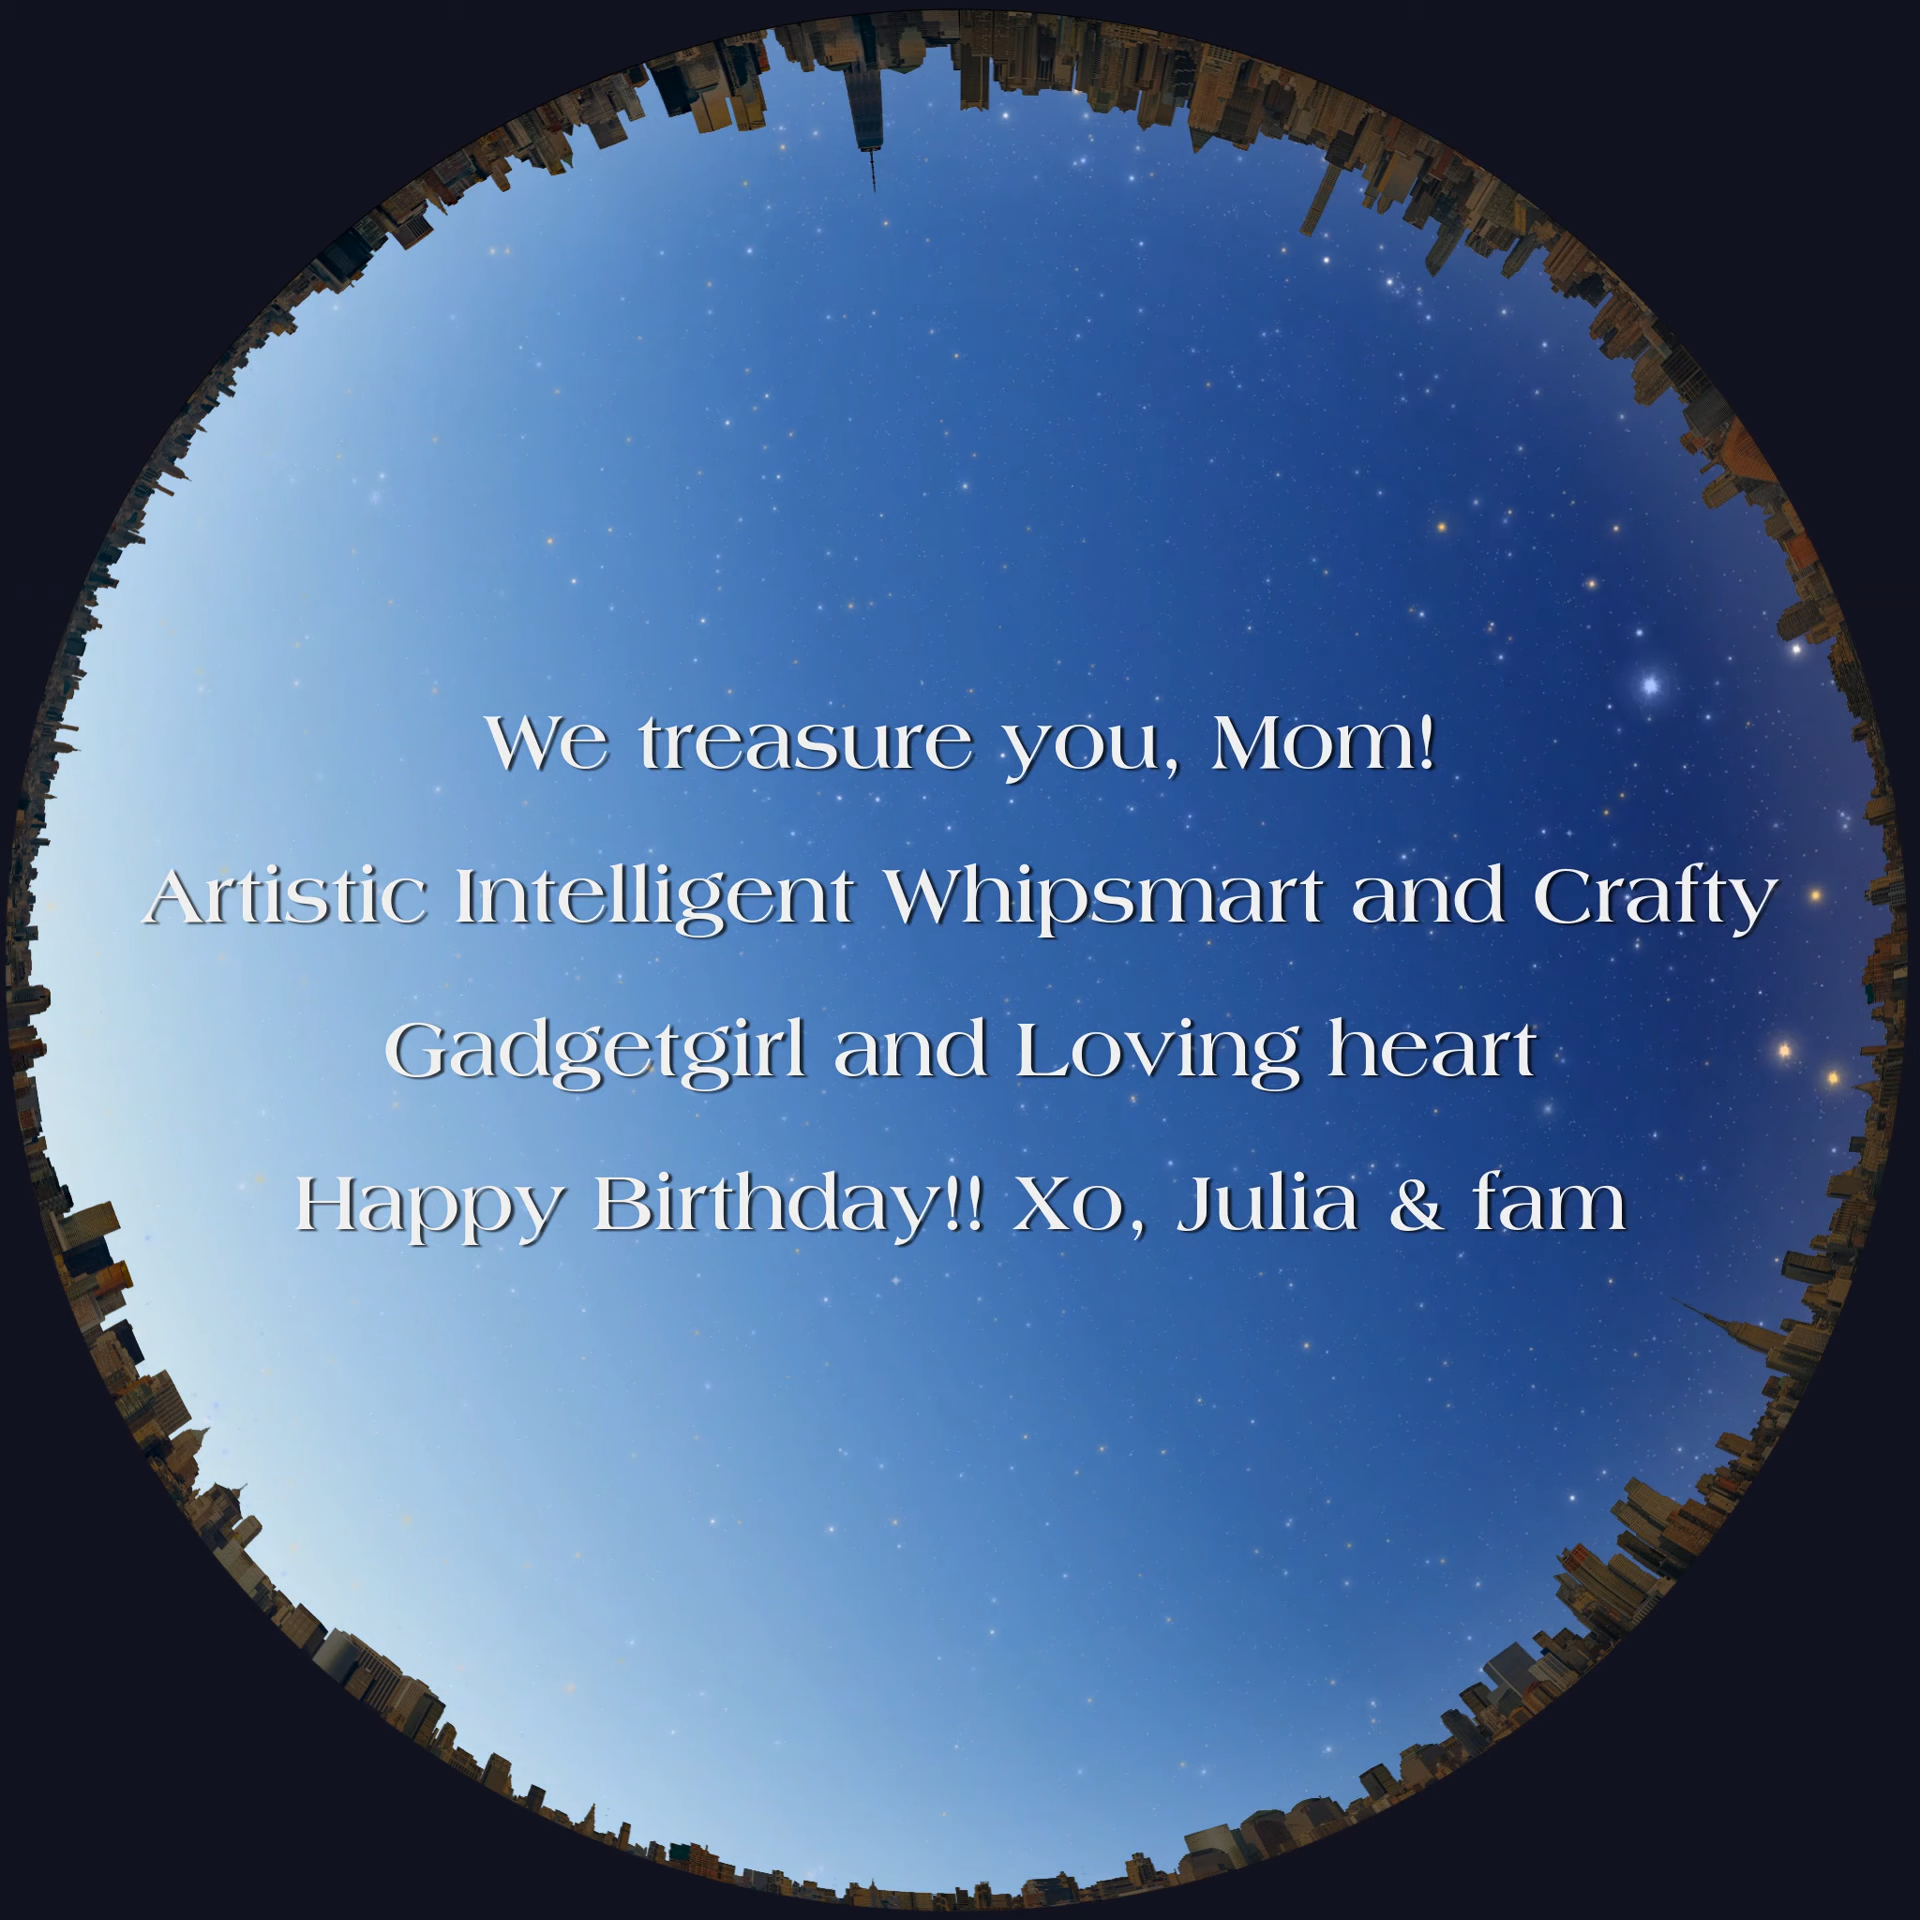 We treasure you, Mom!
Artistic Intelligent Whipsmart and Crafty
Gadgetgirl and Loving heart
Happy Birthday!! Xo, Julia & fam